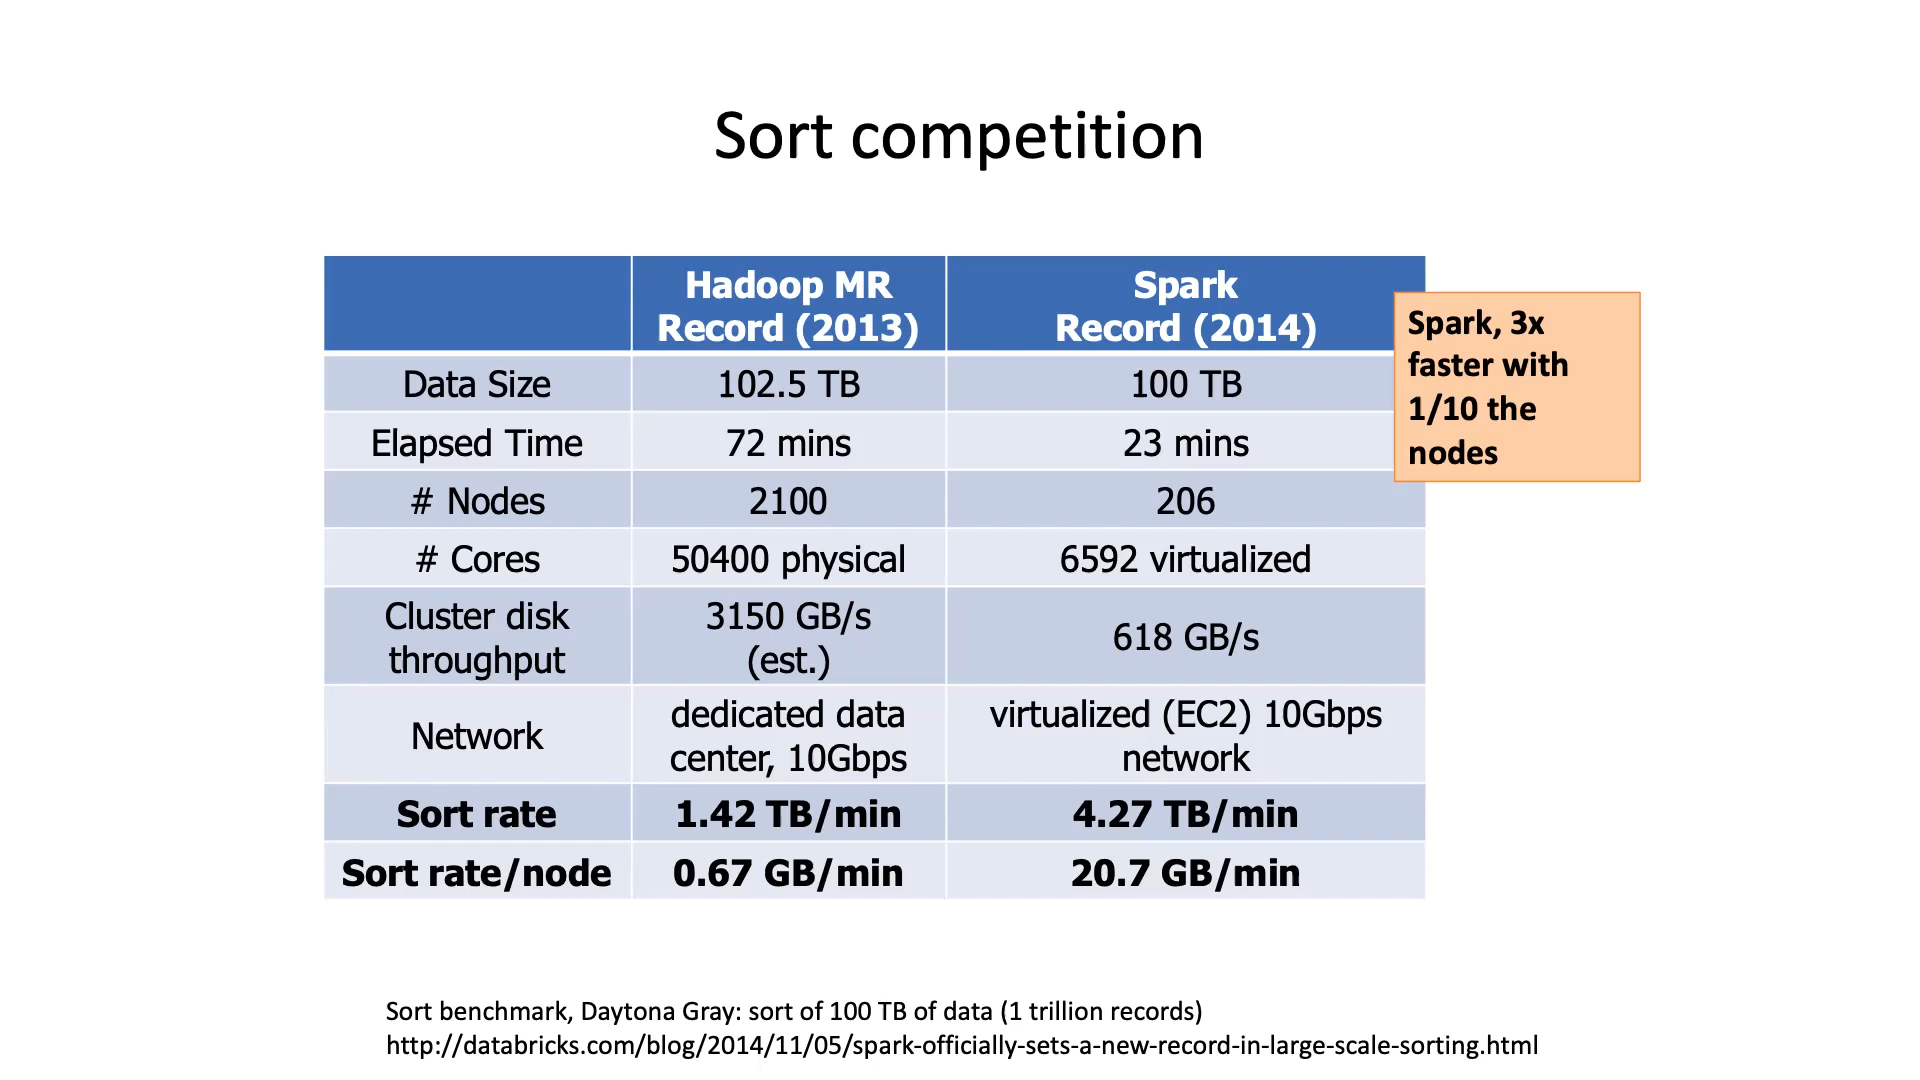 Sort competition
Hadoop MR
Record (2013)
Spark
Record (2014)
Spark, 3x
faster with
1/10 the
nodes
Data Size
102.5 TB
100 TB
Elapsed Time
72 mins
23 mins
# Nodes
2100
206
# Cores
50400 physical
6592 virtualized
Cluster disk
throughput
3150 GB/s
(est.)
618 GB/s
Network
dedicated data
center, 10Gbps
virtualized (EC2) 10Gbps
network
Sort rate
1.42 TB/min
4.27 TB/min
Sort rate/node
0.67 GB/min
20.7 GB/min
Sort benchmark, Daytona Gray: sort of 100 TB of data (1 trillion records)
http://databricks.com/blog/2014/11/05/spark-officially-sets-a-new-record-in-large-scale-sorting.html